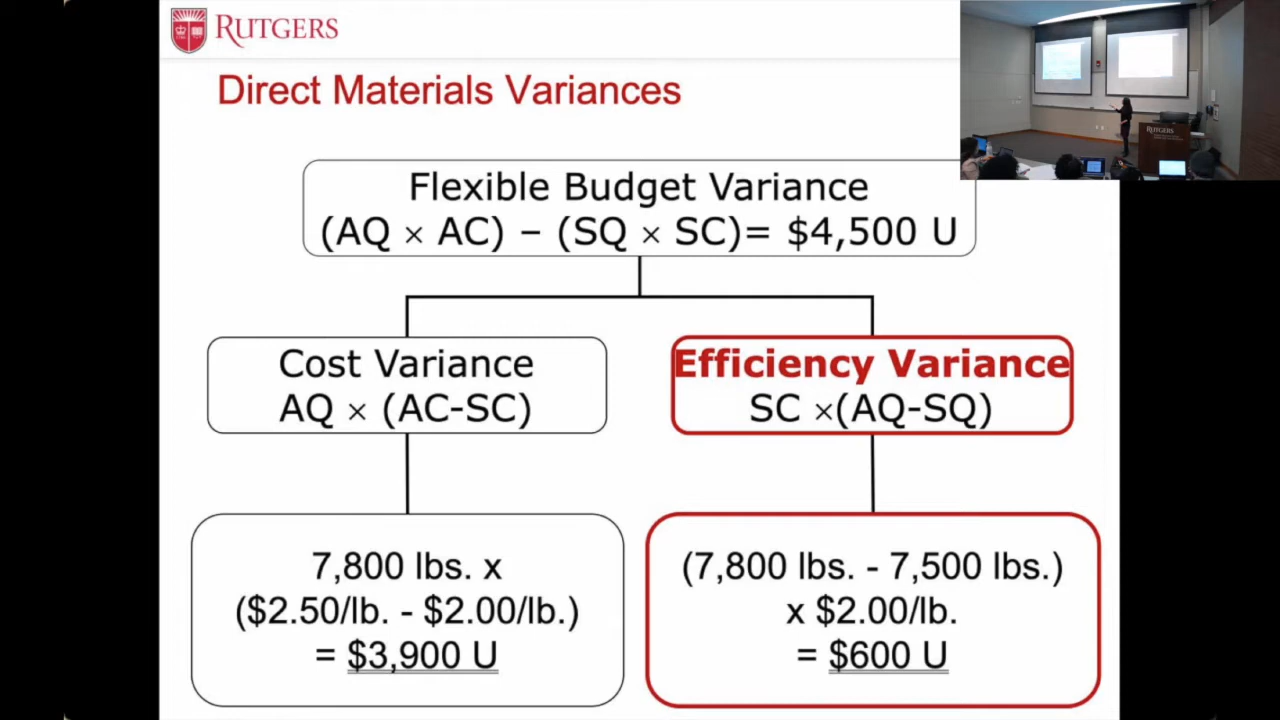 RUTGERS
Direct Materials Variances
Flexible Budget Variance
(AQ × AC) – (SQ × SC)= $4,500 U
Cost Variance
AQ × (AC-SC)
Efficiency Variance
SC ×(AQ-SQ)
7,800 lbs. x
($2.50/lb. - $2.00/lb.)
= $3,900 U
(7,800 lbs. - 7,500 lbs.)
x $2.00/lb.
= $600 U
RUTGERS